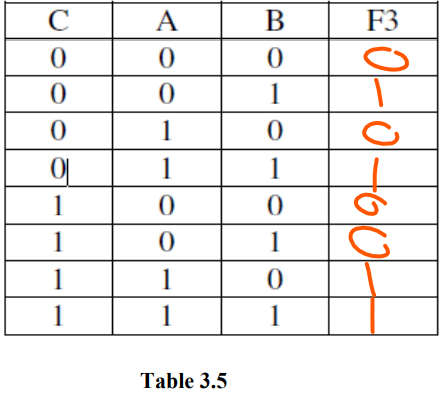 C A B F3
0 0 0 0
0 0 1 1
0 1 0 0
0 1 1 1
1 0 0 0
1 0 1 0
1 1 0 1
1 1 1 1
Table 3.5